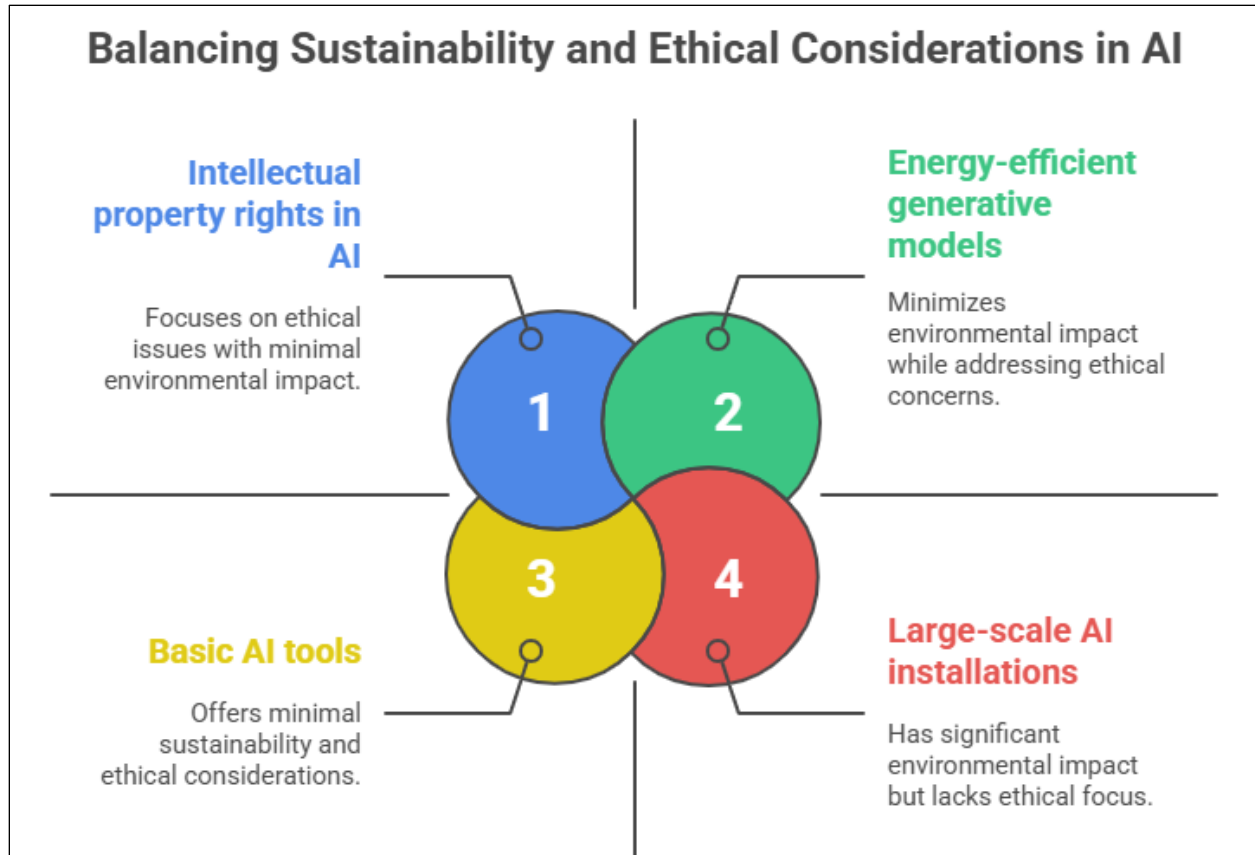 Balancing Sustainability and Ethical Considerations in AI
Intellectual
property rights in
AI
Focuses on ethical
issues with minimal
environmental impact.
Energy-efficient
generative
models
Minimizes
environmental impact
while addressing ethical
concerns.
1
2
3
4
Basic AI tools
Offers minimal
sustainability and
ethical considerations.
Large-scale AI
installations
Has significant
environmental impact
but lacks ethical focus.